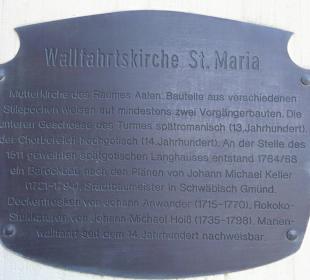 Wallfahrtskirche St. Maria
Mutterkirche des Raumes Aalen. Bauteile aus verschiedenen
Stilepochen weisen auf mindestens zwei Vorgängerbauten. Die
unteren Geschosse des Turmes spätromanisch (13. Jahrhundert),
der Chorbereich hochgotisch (14. Jahrhundert). An der Stelle des
1511 geweihten spätgotischen Langhauses entstand 1764/68
ein Barockbau nach den Plänen von Johann Michael Keller
(1721-1794), Stadtbaumeister in Schwäbisch Gmünd.
Deckenfresken von Johann Anwander (1715-1770), Rokoko-
Stukkaturen von Johann Michael Hoiß (1735-1798). Marien-
wallfahrt seit dem 14. Jahrhundert nachweisbar.